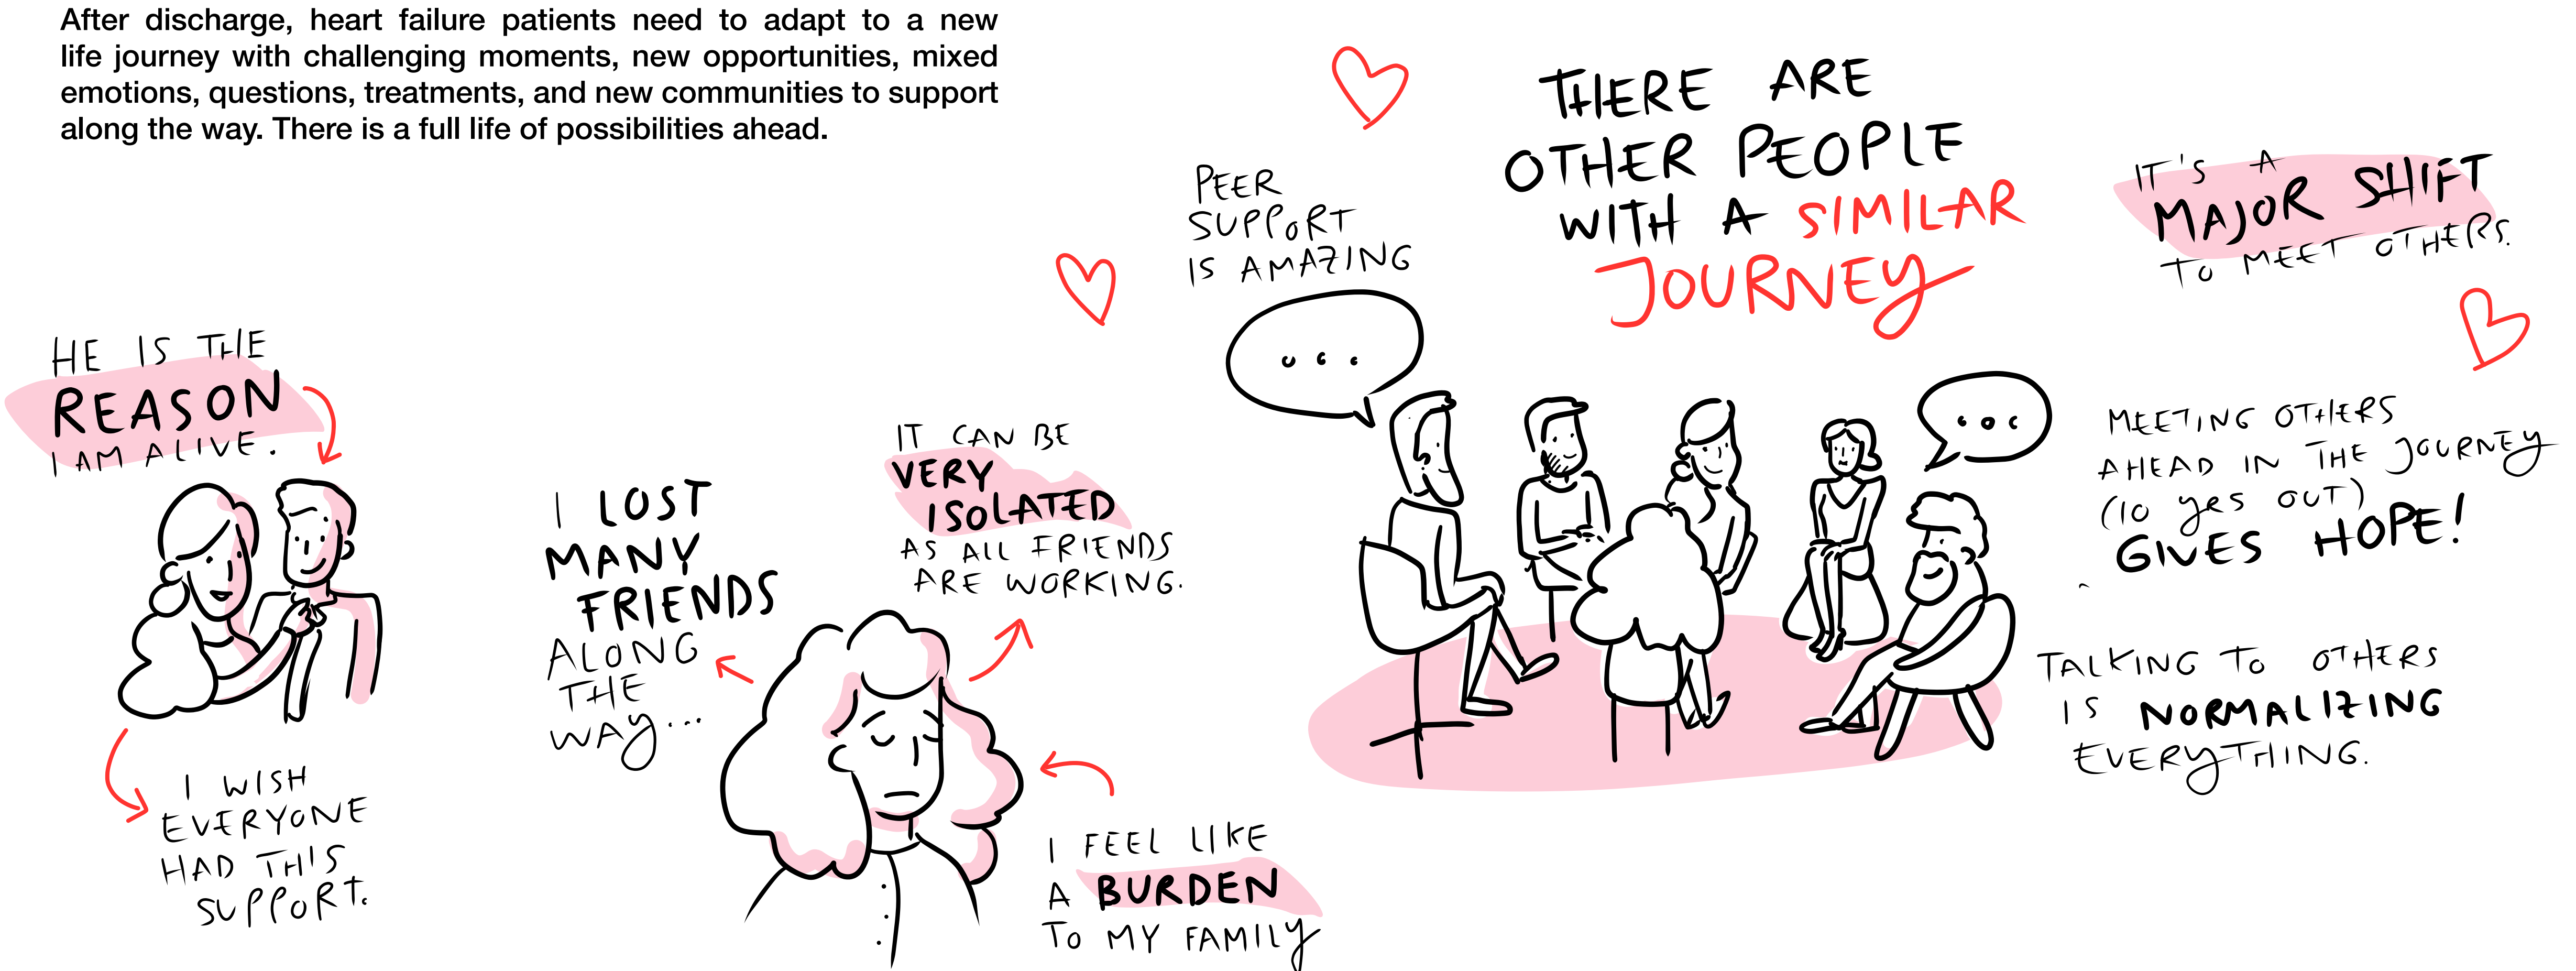 After discharge, heart failure patients need to adapt to a new
life journey with challenging moments, new opportunities, mixed
emotions, questions, treatments, and new communities to support
along the way. There is a full life of possibilities ahead.
HE IS THE
REASON
I AM ALIVE.
I WISH
EVERYONE
HAD THIS
SUPPORT.
I LOST
MANY
FRIENDS
ALONG
THE
WAY...
IT CAN BE
VERY
ISOLATED
AS ALL FRIENDS
ARE WORKING.
I FEEL LIKE
A BURDEN
TO MY FAMILY
PEER
SUPPORT
IS AMAZING
...
THERE ARE
OTHER PEOPLE
WITH A SIMILAR
JOURNEY
...
IT'S A
MAJOR SHIFT
TO MEET OTHERS.
MEETING OTHERS
AHEAD IN THE JOURNEY
(10 yes OUT)
GIVES HOPE!
TALKING TO OTHERS
IS NORMALIZING
EVERYTHING.